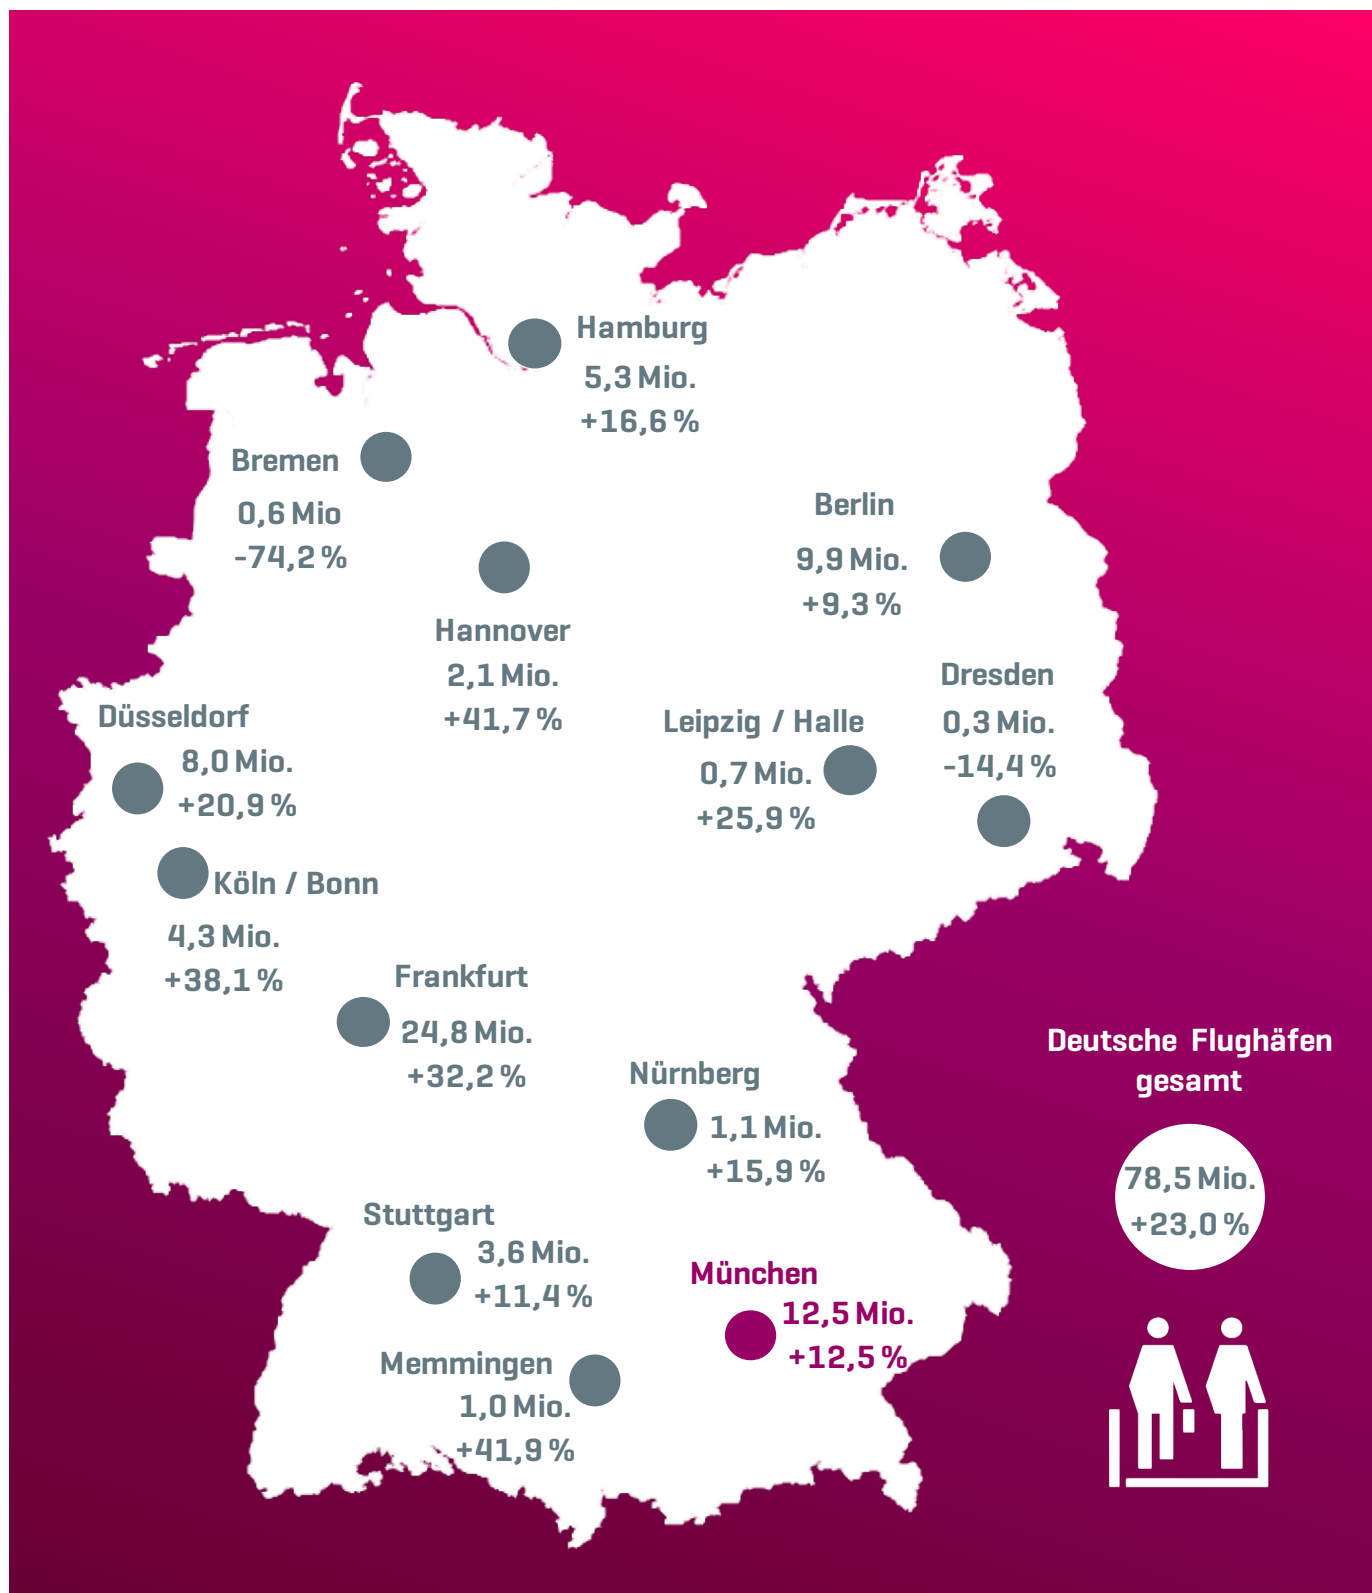 Hamburg
5,3 Mio.
+16,6 %
Bremen
0,6 Mio
-74,2 %
Berlin
9,9 Mio.
+9,3 %
Hannover
2,1 Mio.
+41,7 %
Dresden
0,3 Mio.
-14,4 %
Düsseldorf
8,0 Mio.
+20,9 %
Leipzig / Halle
0,7 Mio.
+25,9 %
Köln / Bonn
4,3 Mio.
+38,1 %
Frankfurt
24,8 Mio.
+32,2 %
Deutsche Flughäfen
gesamt
78,5 Mio.
+23,0 %
Nürnberg
1,1 Mio.
+15,9 %
Stuttgart
3,6 Mio.
+11,4 %
München
12,5 Mio.
+12,5 %
Memmingen
1,0 Mio.
+41,9 %